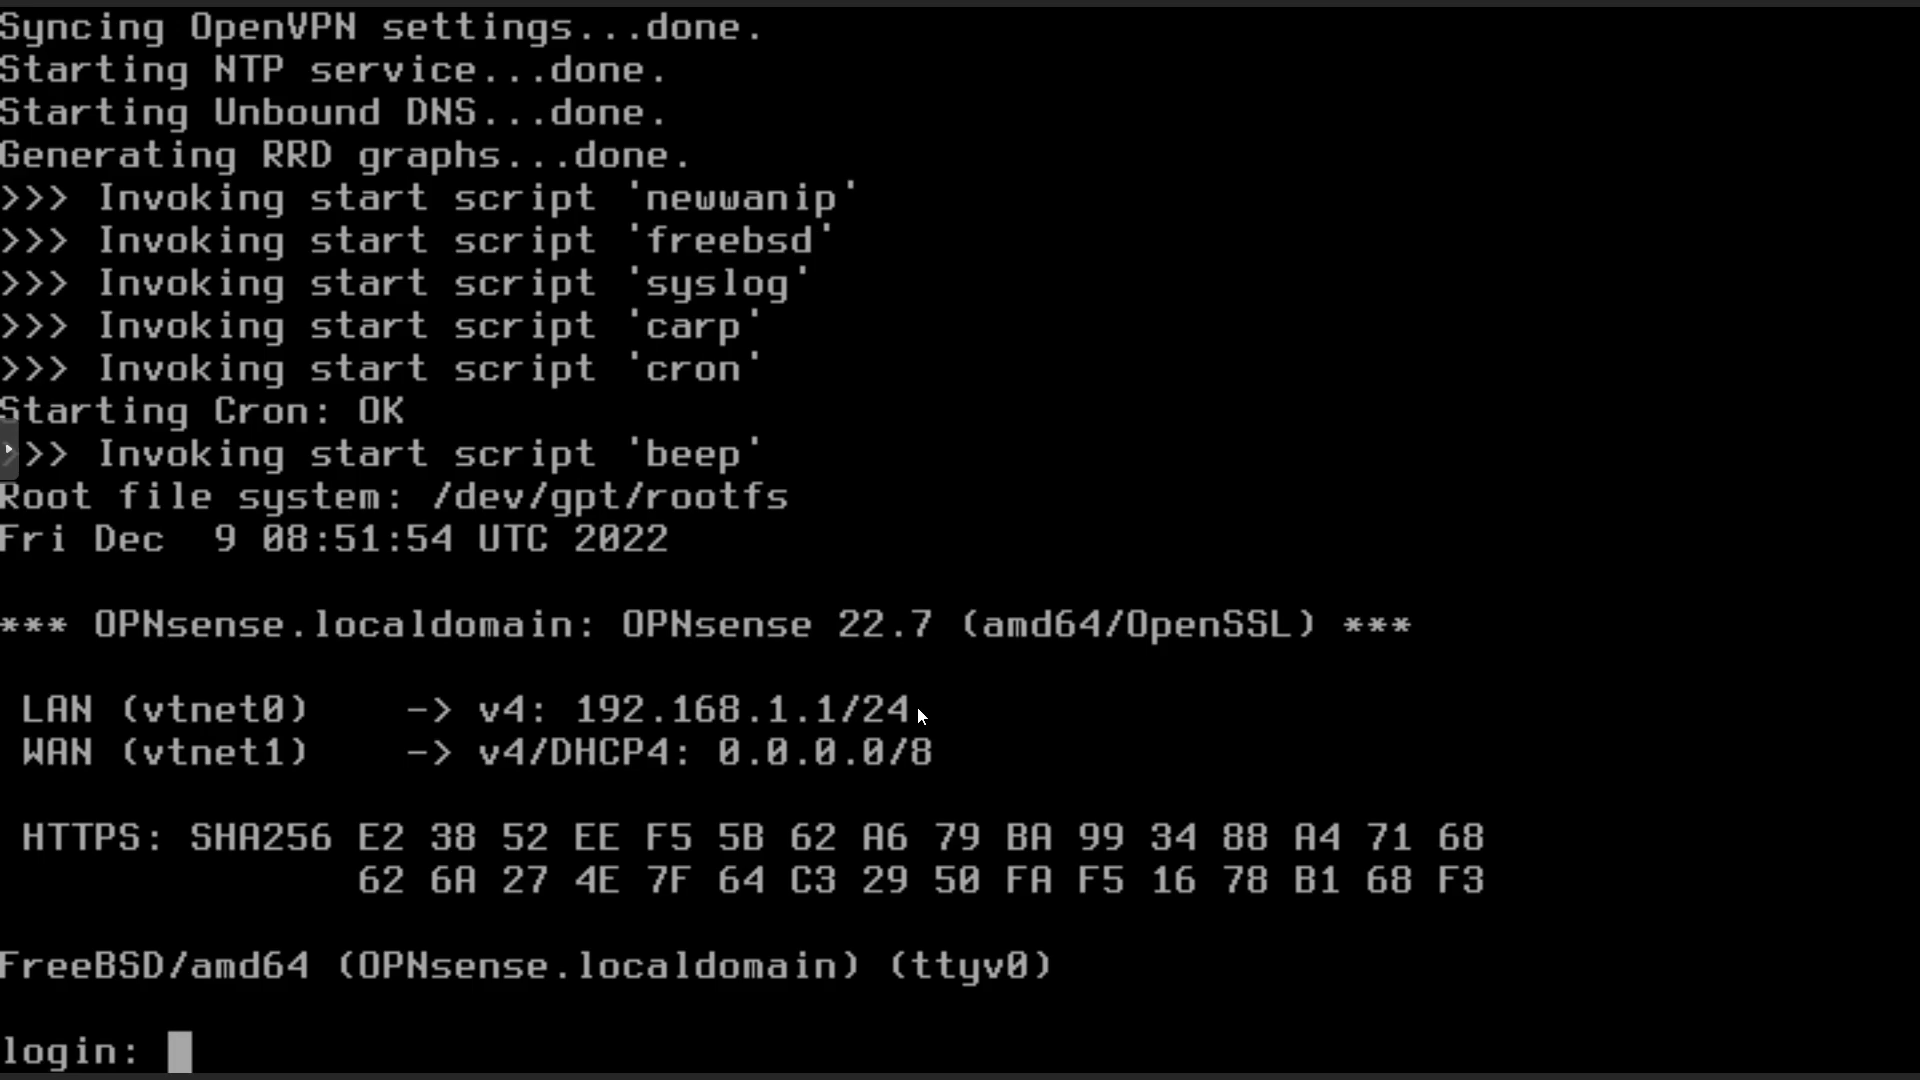 Syncing OpenVPN settings...done.
Starting NTP service...done.
Starting Unbound DNS...done.
Generating RRD graphs...done.
>>> Invoking start script 'newwanip'
>>> Invoking start script 'freebsd'
>>> Invoking start script 'syslog'
>>> Invoking start script 'carp'
>>> Invoking start script 'cron'
Starting Cron: OK
>>> Invoking start script 'beep'
Root file system: /dev/gpt/rootfs
Fri Dec  9 08:51:54 UTC 2022
*** OPNsense.localdomain: OPNsense 22.7 (amd64/OpenSSL) ***
LAN (vtnet0)    -> v4: 192.168.1.1/24
WAN (vtnet1)    -> v4/DHCP4: 0.0.0.0/8
HTTPS: SHA256 E2 38 52 EE F5 5B 62 A6 79 BA 99 34 88 A4 71 68
62 6A 27 4E 7F 64 C3 29 50 FA F5 16 78 B1 68 F3
FreeBSD/amd64 (OPNsense.localdomain) (ttyv0)
login: